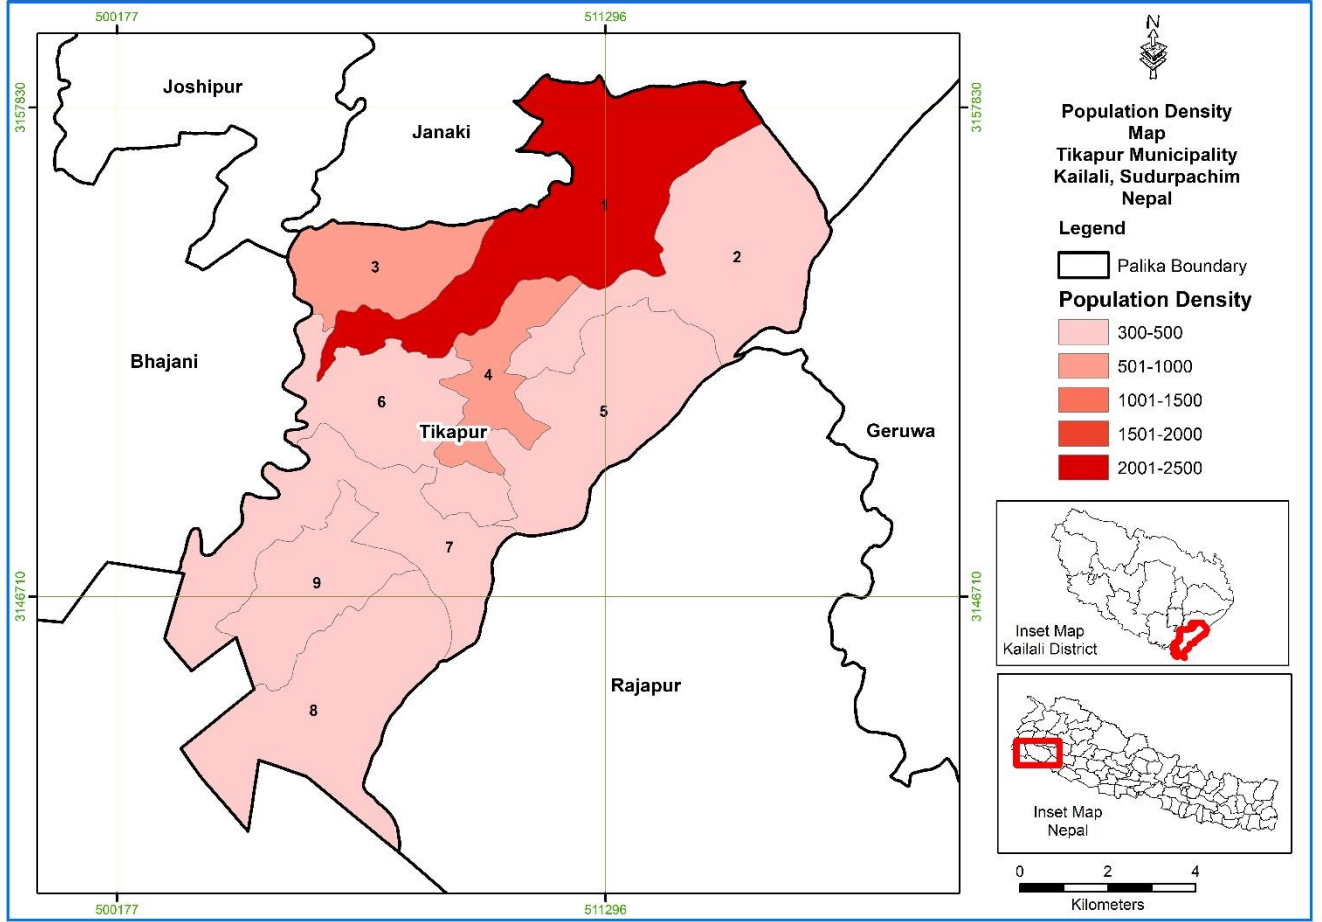 500177
511296
N
3157830
3157830
Joshipur
Janaki
Population Density
Map
Tikapur Municipality
Kailali, Sudurpachim
Nepal
1
Legend
2
3
Palika Boundary
Population Density
300-500
Bhajani
501-1000
4
6
1001-1500
5
Tikapur
Geruwa
1501-2000
2001-2500
7
9
3146710
3146710
Inset Map
Kailali District
Rajapur
8
Inset Map
Nepal
0 2 4
Kilometers
500177
511296